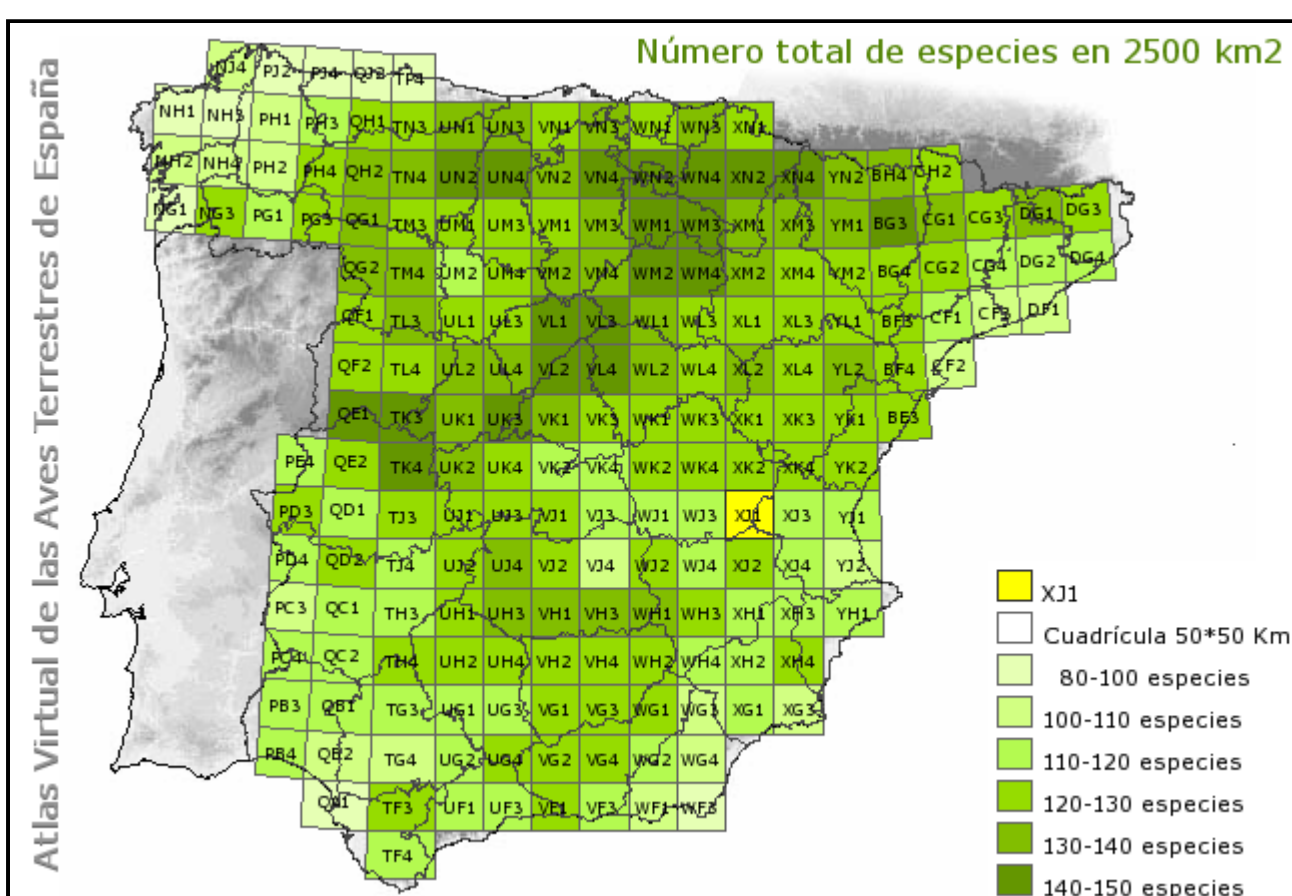 Atlas Virtual de las Aves Terrestres de España
Número total de especies en 2500 km2
NJ4 PJ2 PJ4 QJ2 TP4
NH1 NH3 PH1 PH3 QH1 TN3 UN1 UN3 VN1 VN3 WN1 WN3 XN1
NH2 NH4 PH2 PH4 QH2 TN4 UN2 UN4 VN2 VN4 WN2 WN4 XN2 XN4 YN2 BH4 CH2
NG1 NG3 PG1 PG3 QG1 TM3 UM1 UM3 VM1 VM3 WM1 WM3 XM1 XM3 YM1 BG3 CG1 CG3 DG1 DG3
QG2 TM4 UM2 UM4 VM2 VM4 WM2 WM4 XM2 XM4 YM2 BG4 CG2 CG4 DG2 DG4
QF1 TL3 UL1 UL3 VL1 VL3 WL1 WL3 XL1 XL3 YL1 BF3 CF1 CF3 DF1
QF2 TL4 UL2 UL4 VL2 VL4 WL2 WL4 XL2 XL4 YL2 BF4 CF2
QE1 TK3 UK1 UK3 VK1 VK3 WK1 WK3 XK1 XK3 YK1 BE3
PE4 QE2 TK4 UK2 UK4 VK2 VK4 WK2 WK4 XK2 XK4 YK2
PD3 QD1 TJ3 UJ1 UJ3 VJ1 VJ3 WJ1 WJ3 XJ1 XJ3 YJ1
PD4 QD2 TJ4 UJ2 UJ4 VJ2 VJ4 WJ2 WJ4 XJ2 XJ4 YJ2
PC3 QC1 TH3 UH1 UH3 VH1 VH3 WH1 WH3 XH1 XH3 YH1
PC4 QC2 TH4 UH2 UH4 VH2 VH4 WH2 WH4 XH2 XH4
PB3 QB1 TG3 UG1 UG3 VG1 VG3 WG1 WG3 XG1 XG3
PB4 QB2 TG4 UG2 UG4 VG2 VG4 WG2 WG4
QA1 TF3 UF1 UF3 VF1 VF3 WF1 WF3
TF4
XJ1
Cuadrícula 50*50 Km
80-100 especies
100-110 especies
110-120 especies
120-130 especies
130-140 especies
140-150 especies